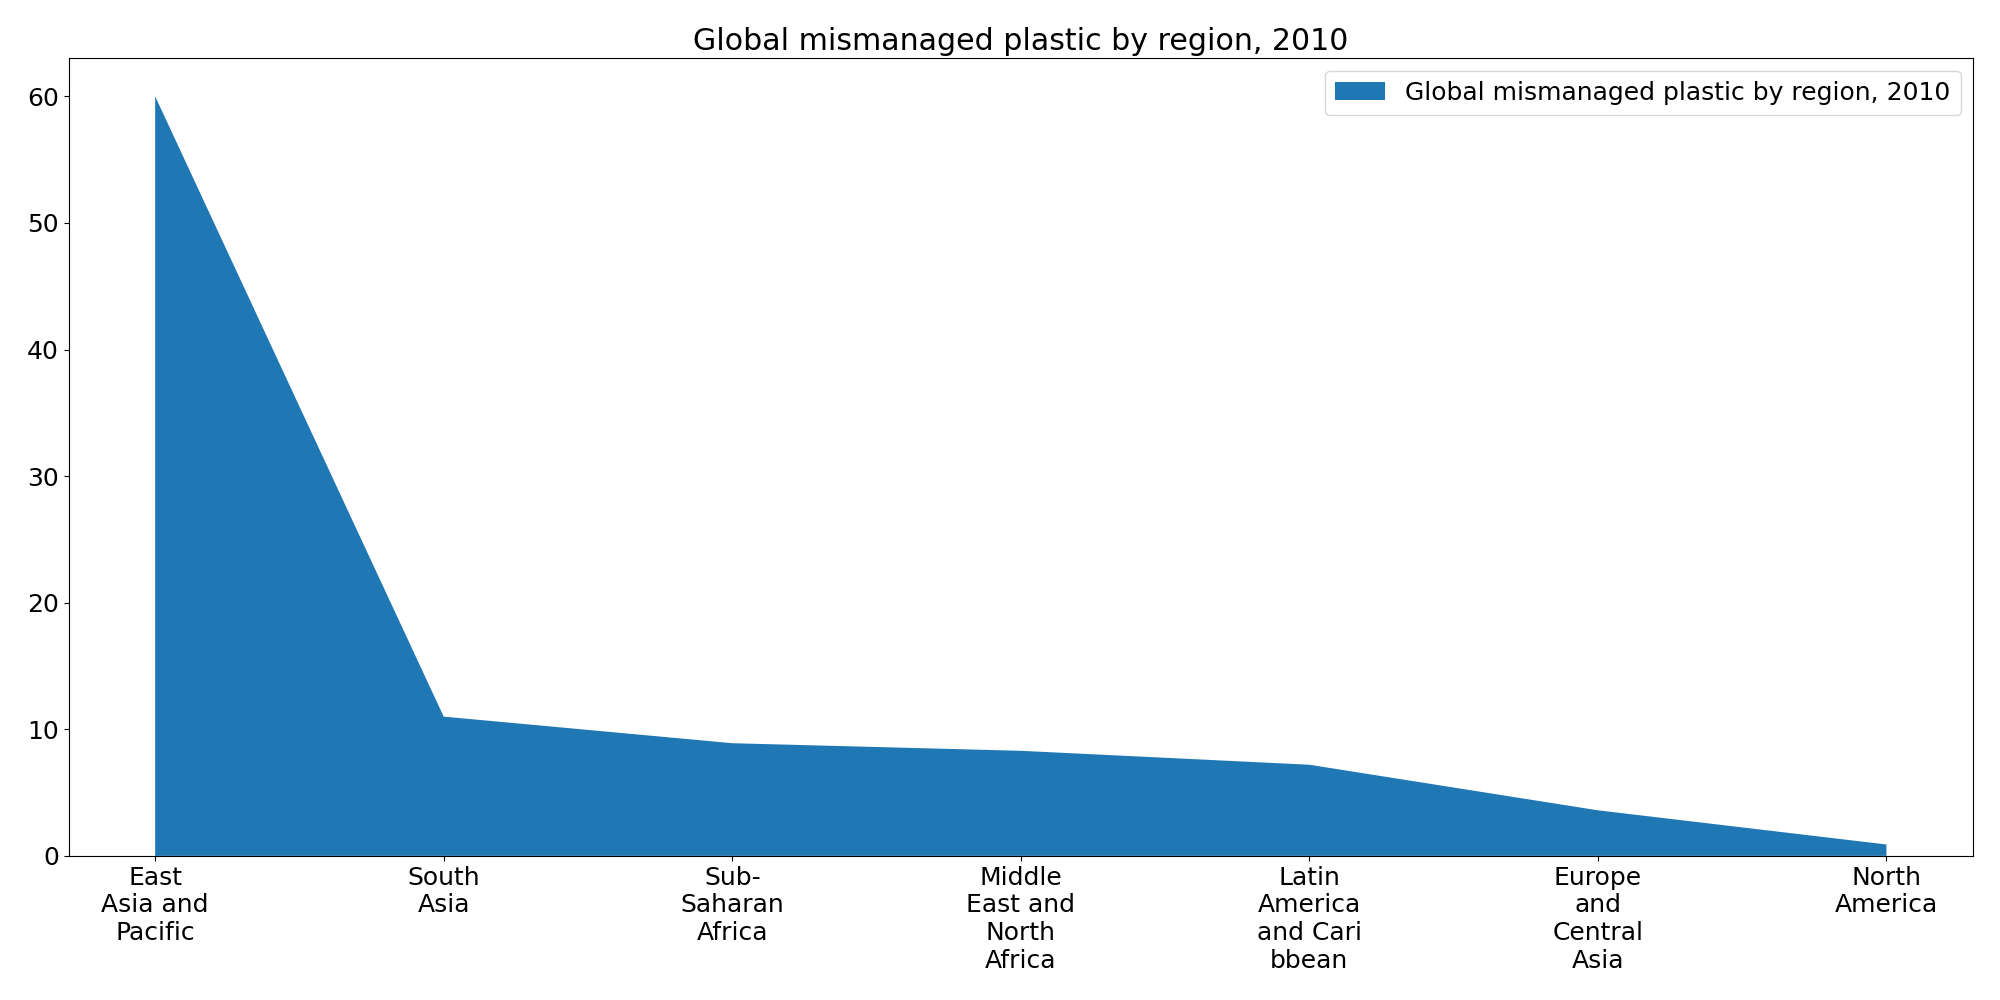 Global mismanaged plastic by region, 2010
Global mismanaged plastic by region, 2010
60
50
40
30
20
10
0
East
Asia and
Pacific
South
Asia
Sub-
Saharan
Africa
Middle
East and
North
Africa
Latin
America
and Cari
bbean
Europe
and
Central
Asia
North
America